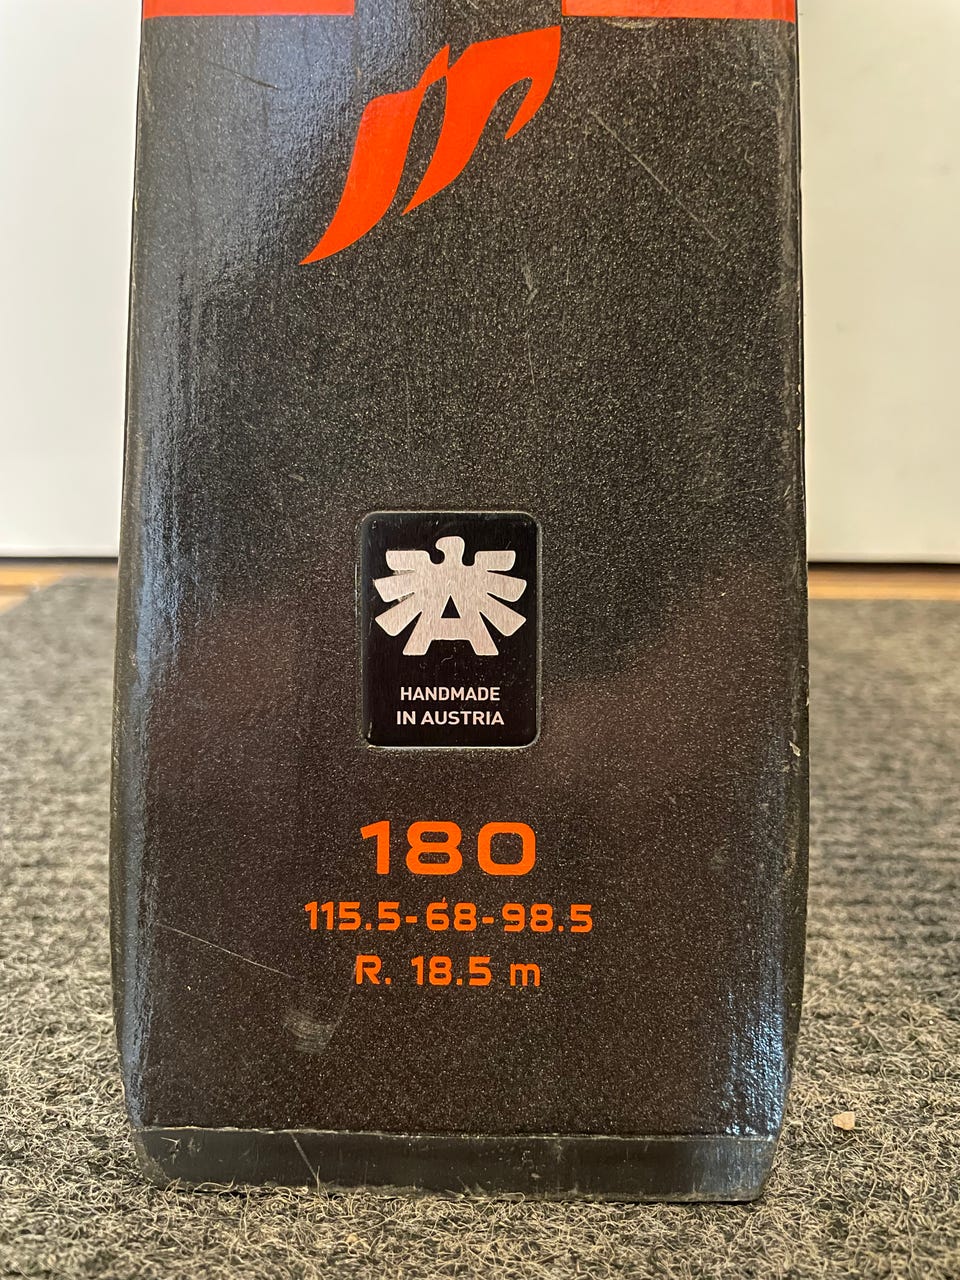 A
HANDMADE
IN AUSTRIA
180
115.5-68-98.5
R. 18.5 m